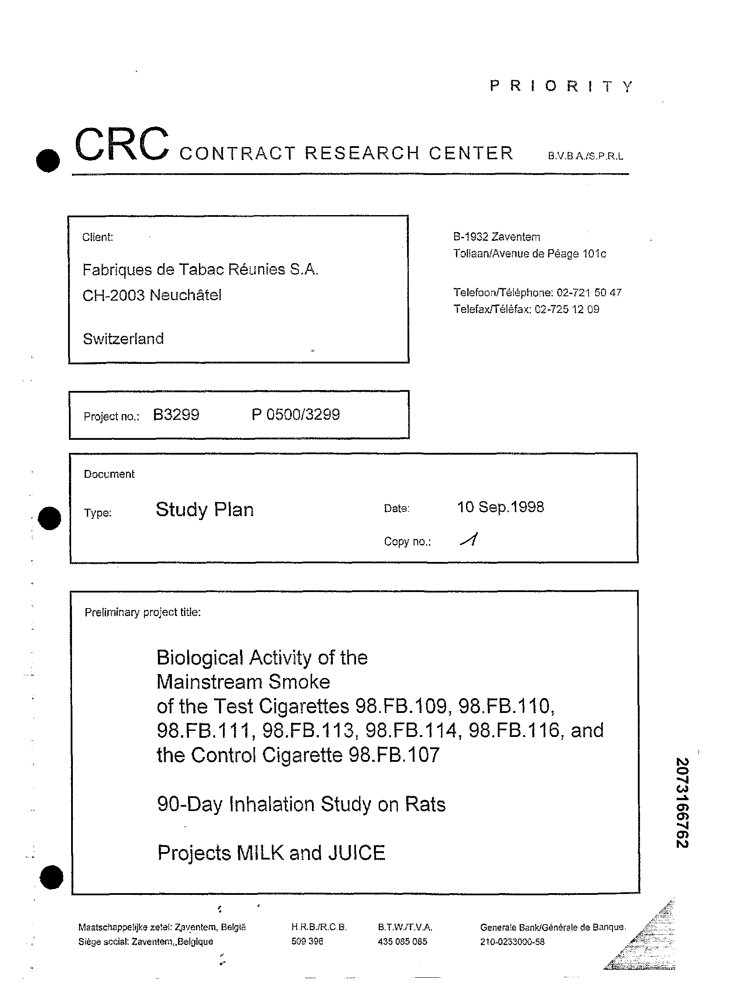 PRIORITY
CRC CONTRACT RESEARCH CENTER B.V.B.A./S.P.R.L
Client:
Fabriques de Tabac Réunies S.A.
CH-2003 Neuchâtel
Switzerland
B-1932 Zaventem
Tollaan/Avenue de Péage 101c
Telefoon/Téléphone: 02-721 50 47
Telefax/Téléfax: 02-725 12 09
Project no.: B3299 P 0500/3299
Document
Type: Study Plan Date: 10 Sep.1998
Copy no.: 1
Preliminary project title:
Biological Activity of the
Mainstream Smoke
of the Test Cigarettes 98.FB.109, 98.FB.110,
98.FB.111, 98.FB.113, 98.FB.114, 98.FB.116, and
the Control Cigarette 98.FB.107
90-Day Inhalation Study on Rats
Projects MILK and JUICE
2073166762
Maatschappelijke zetel: Zaventem, België H.R.B./R.C.B. B.T.W./T.V.A. Generale Bank/Générale de Banque.
Siège social: Zaventem,,Belgique 509 396 435 085 085 210-0233000-58